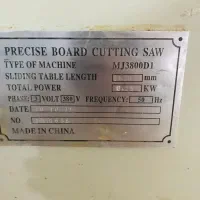 PRECISE BOARD CUTTING SAW
TYPE OF MACHINE MJ3800D1
SLIDING TABLE LENGTH mm
TOTAL POWER KW
PHASE 3 VOLT 380 V FREQUENCY: 50 Hz
DATE
NO
MADE IN CHINA